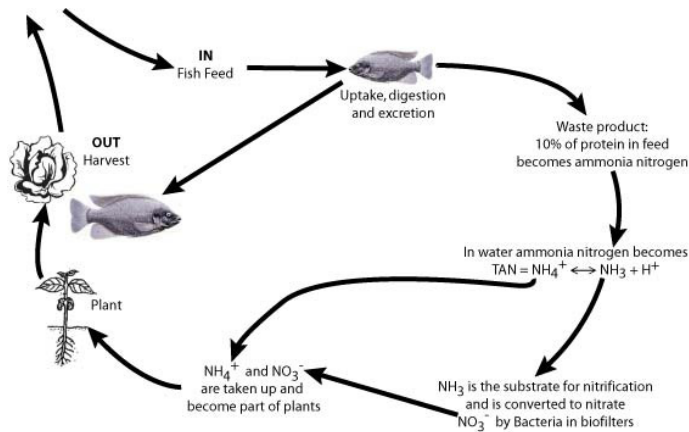 IN
Fish Feed
Uptake, digestion
and excretion
Waste product:
10% of protein in feed
becomes ammonia nitrogen
OUT
Harvest
In water ammonia nitrogen becomes
TAN = NH₄⁺ ↔ NH₃ + H⁺
Plant
NH₄⁺ and NO₃⁻
are taken up and
become part of plants
NH₃ is the substrate for nitrification
and is converted to nitrate
NO₃⁻ by Bacteria in biofilters